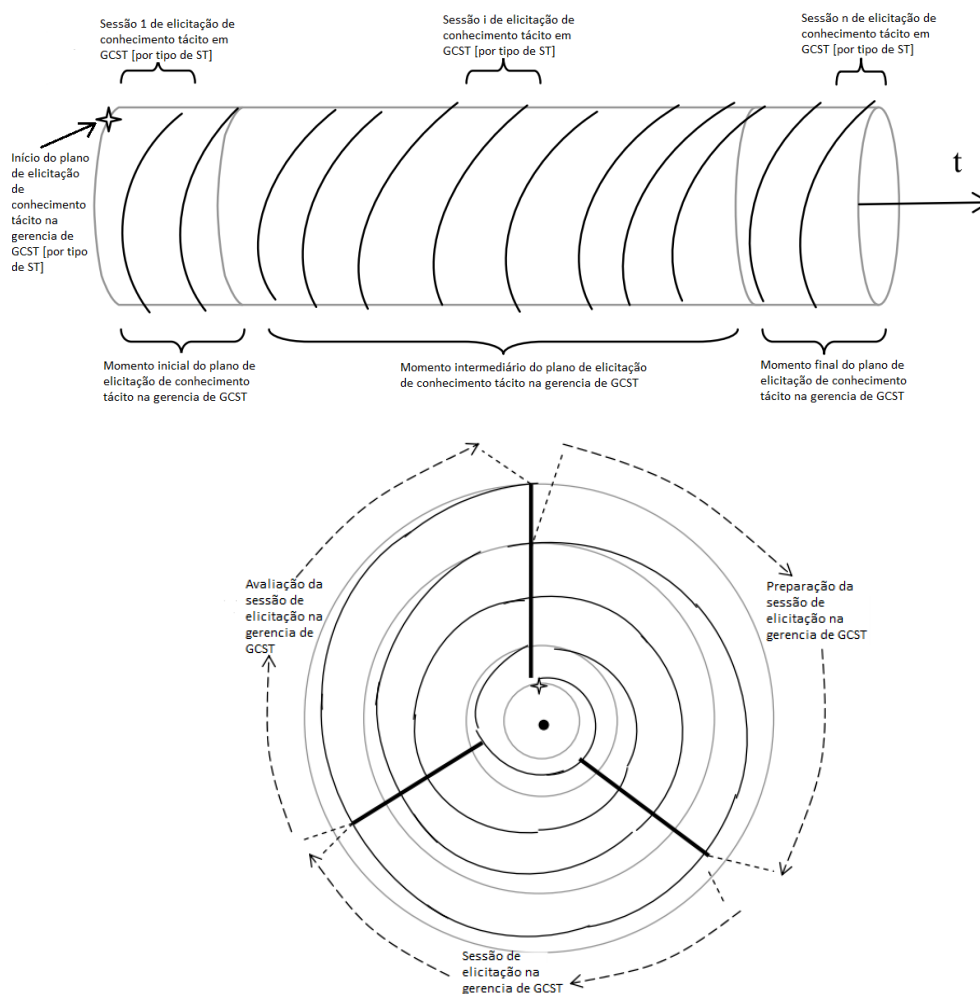 Sessão 1 de elicitação de
conhecimento tácito em
GCST [por tipo de ST]
Sessão i de elicitação de
conhecimento tácito em
GCST [por tipo de ST]
Sessão n de elicitação de
conhecimento tácito em
GCST [por tipo de ST]
Início do plano
de elicitação
de
conhecimento
tácito na
gerencia de
GCST [por tipo
de ST]
t
Momento inicial do plano de
elicitação de conhecimento
tácito na gerencia de GCST
Momento intermediário do plano de elicitação
de conhecimento tácito na gerencia de GCST
Momento final do plano de
elicitação de conhecimento
tácito na gerencia de GCST
Avaliação da
sessão de
elicitação na
gerencia de
GCST
Preparação da
sessão de
elicitação na
gerencia de GCST
Sessão de
elicitação na
gerencia de GCST